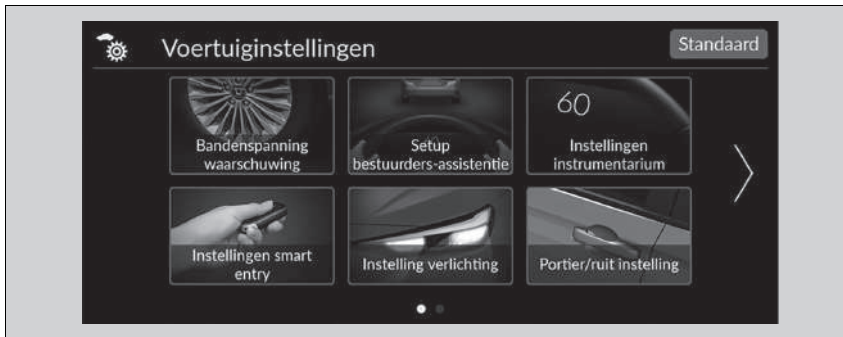 Voertuiginstellingen
Standaard
Bandenspanning
waarschuwing
Setup
bestuurders-assistentie
60
Instellingen
instrumentarium
Instellingen smart
entry
Instelling verlichting
Portier/ruit instelling